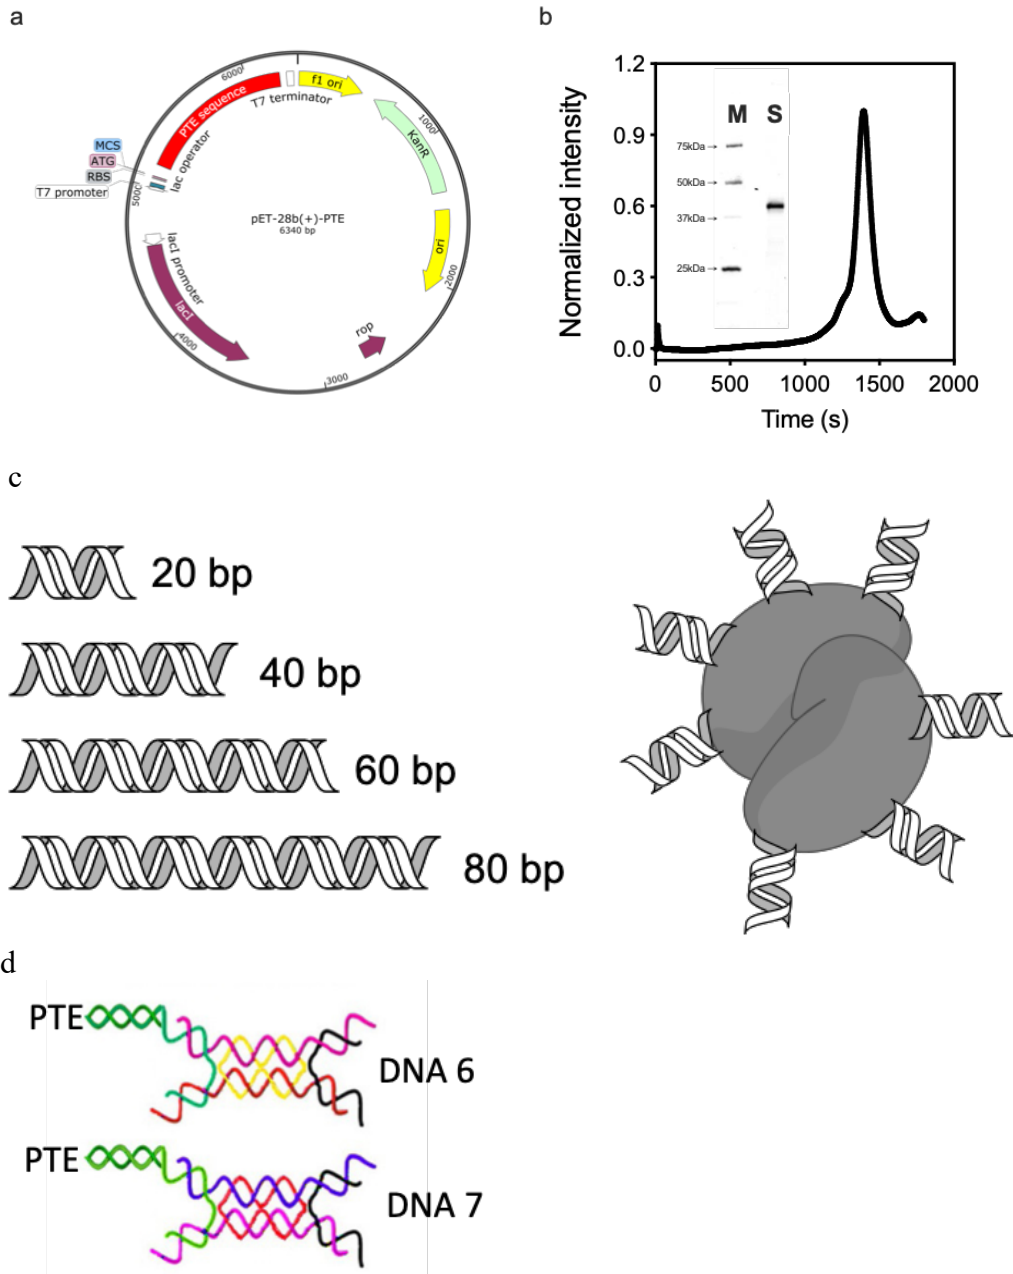 a
6000
f1 ori
T7 terminator
PTE sequence
1000
KanR
lac operator
MCS
ATG
RBS
T7 promoter
5000
pET-28b(+)-PTE
6340 bp
ori
2000
lacI promoter
lacI
4000
rop
3000
b
1.2
0.9
0.6
0.3
0.0
Normalized intensity
M S
75kDa
50kDa
37kDa
25kDa
0 500 1000 1500 2000
Time (s)
c
20 bp
40 bp
60 bp
80 bp
d
PTE
DNA 6
PTE
DNA 7